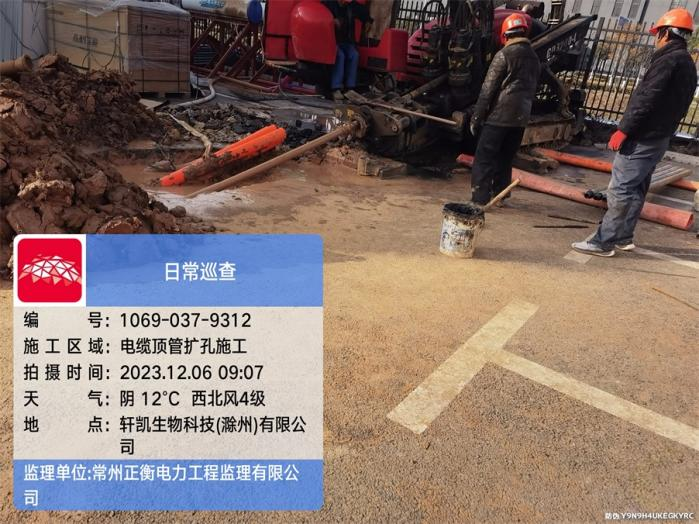 日常巡查
编 号：1069-037-9312
施工区域：电缆顶管扩孔施工
拍摄时间：2023.12.06 09:07
天 气：阴 12℃ 西北风4级
地 点：轩凯生物科技(滁州)有限公
司
监理单位:常州正衡电力工程监理有限公
司
防伪 Y9N9H4UKEGKYRC